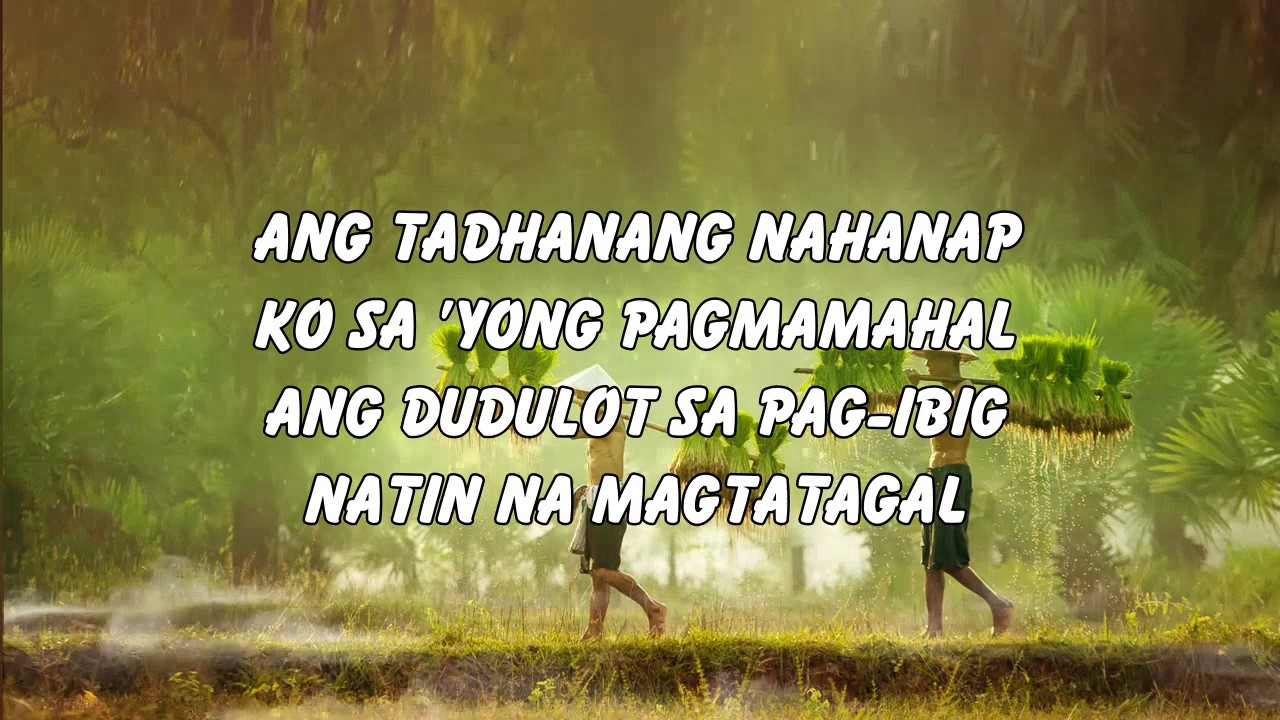 ANG TADHANANG NAHANAP
KO SA 'YONG PAGMAMAHAL
ANG DUDULOT SA PAG-IBIG
NATIN NA MAGTATAGAL